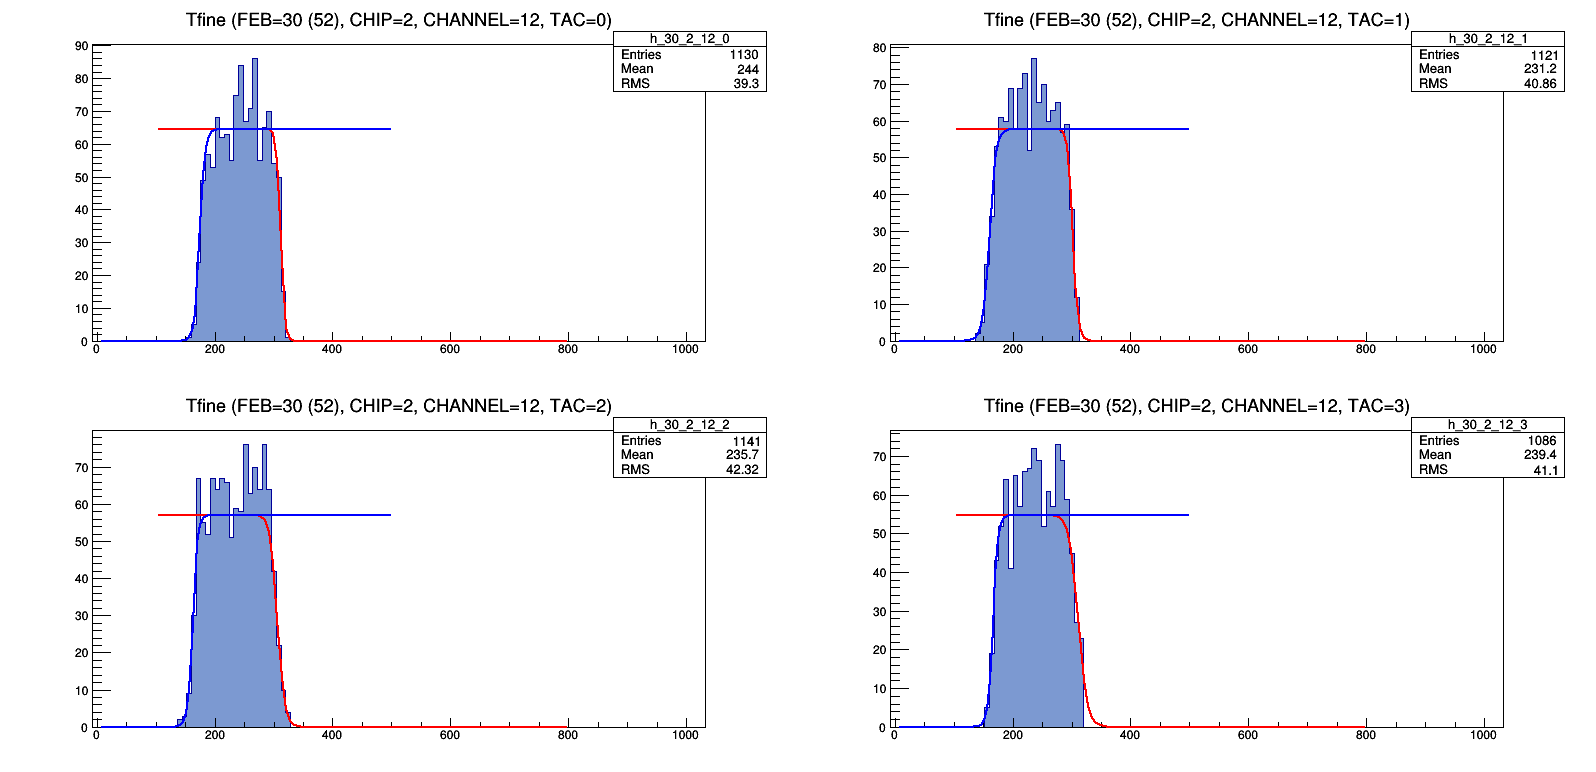 Tfine (FEB=30 (52), CHIP=2, CHANNEL=12, TAC=0)
h_30_2_12_0
Entries 1130
Mean 244
RMS 39.3
90
80
70
60
50
40
30
20
10
0
0 200 400 600 800 1000
Tfine (FEB=30 (52), CHIP=2, CHANNEL=12, TAC=1)
h_30_2_12_1
Entries 1121
Mean 231.2
RMS 40.86
80
70
60
50
40
30
20
10
0
0 200 400 600 800 1000
Tfine (FEB=30 (52), CHIP=2, CHANNEL=12, TAC=2)
h_30_2_12_2
Entries 1141
Mean 235.7
RMS 42.32
70
60
50
40
30
20
10
0
0 200 400 600 800 1000
Tfine (FEB=30 (52), CHIP=2, CHANNEL=12, TAC=3)
h_30_2_12_3
Entries 1086
Mean 239.4
RMS 41.1
70
60
50
40
30
20
10
0
0 200 400 600 800 1000